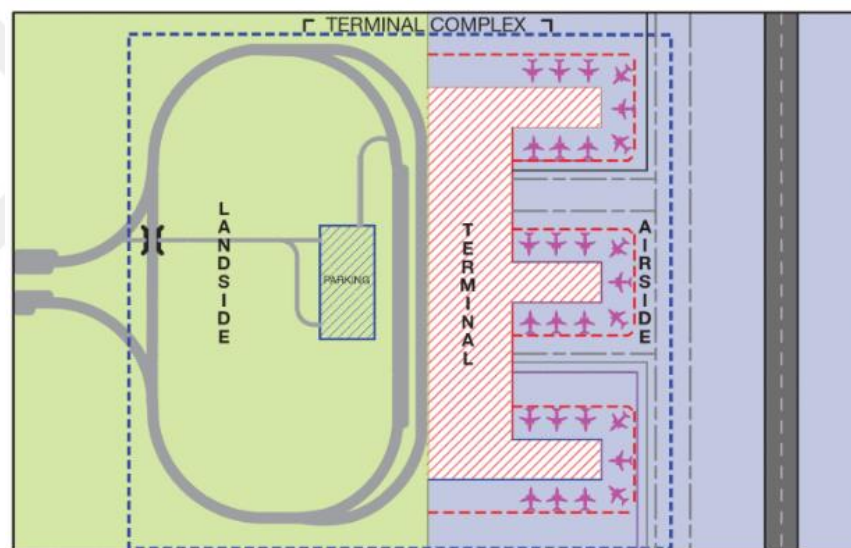 TERMINAL COMPLEX
LANDSIDE
PARKING
TERMINAL
AIRSIDE